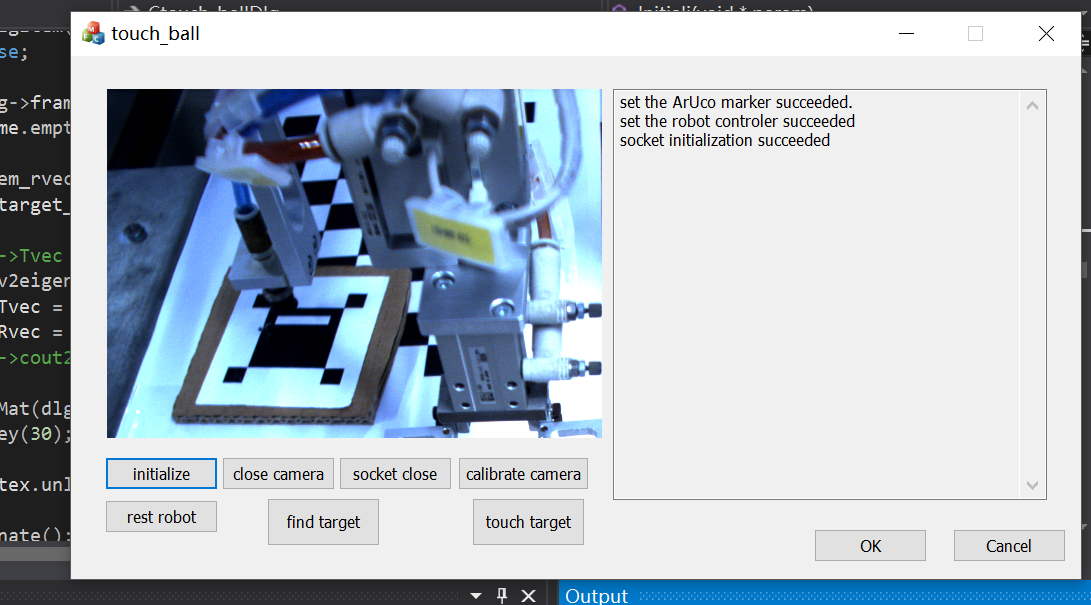 Ctouch_ballDlg
Initiali(void * param)
touch_ball
se;
g->fram
me.empt
em_rvec
target_
->Tvec
v2eiger
Tvec =
Rvec =
->cout2
Mat(dlg
ey(30);
tex.unl
nate();
set the ArUco marker succeeded.
set the robot controler succeeded
socket initialization succeeded
initialize
close camera
socket close
calibrate camera
rest robot
find target
touch target
OK
Cancel
Output